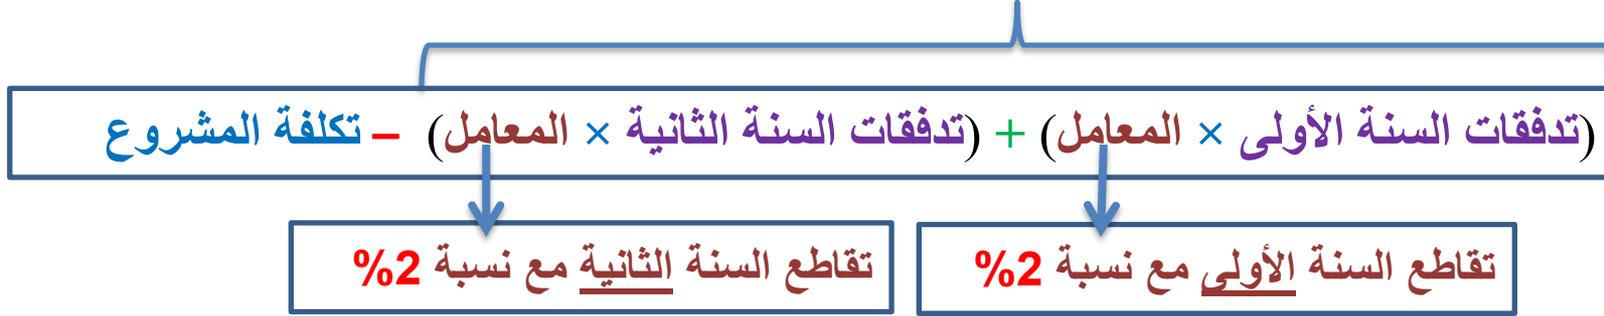 (تدفقات السنة الأولى × المعامل) + (تدفقات السنة الثانية × المعامل) – تكلفة المشروع
تقاطع السنة الأولى مع نسبة 2%
تقاطع السنة الثانية مع نسبة 2%